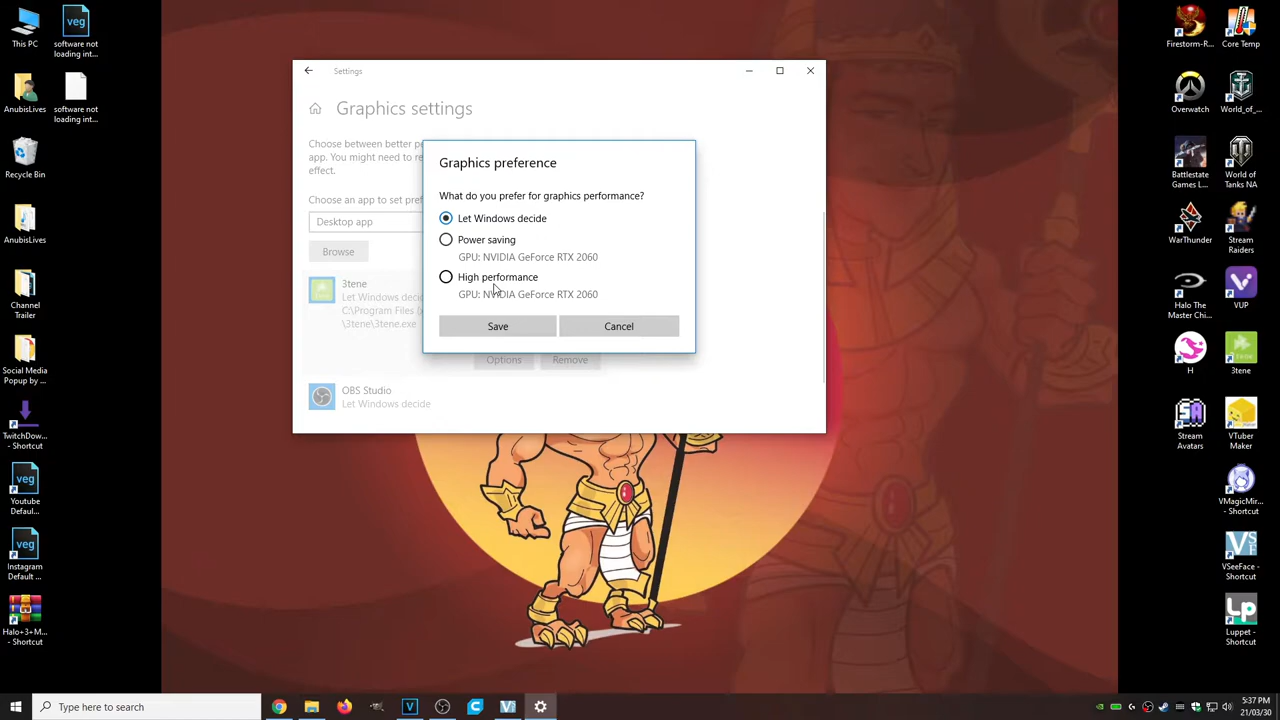 This PC
veg
software not
loading int...
AnubisLives
software not
loading int...
Recycle Bin
AnubisLives
Channel
Trailer
Social Media
Popup by ...
TwitchDow...
- Shortcut
veg
Youtube
Defaul...
veg
Instagram
Default ...
Halo+3+M...
- Shortcut
Settings
Graphics settings
Choose between better pe
app. You might need to re
effect.
Choose an app to set pref
Desktop app
Browse
3tene
Let Windows decid
C:\Program Files (
\3tene\3tene.exe
Options
Remove
OBS Studio
Let Windows decide
Graphics preference
What do you prefer for graphics performance?
Let Windows decide
Power saving
GPU: NVIDIA GeForce RTX 2060
High performance
GPU: NVIDIA GeForce RTX 2060
Save
Cancel
Firestorm-R...
Core Temp
Overwatch
World_of_...
Battlestate
Games L...
World of
Tanks NA
WarThunder
Stream
Raiders
Halo The
Master Chi...
VUP
H
tene
3tene
SA
Stream
Avatars
VTuber
Maker
VMagicMir...
- Shortcut
VSeeFace -
Shortcut
Lp
Luppet -
Shortcut
Type here to search
5:37 PM
21/03/30